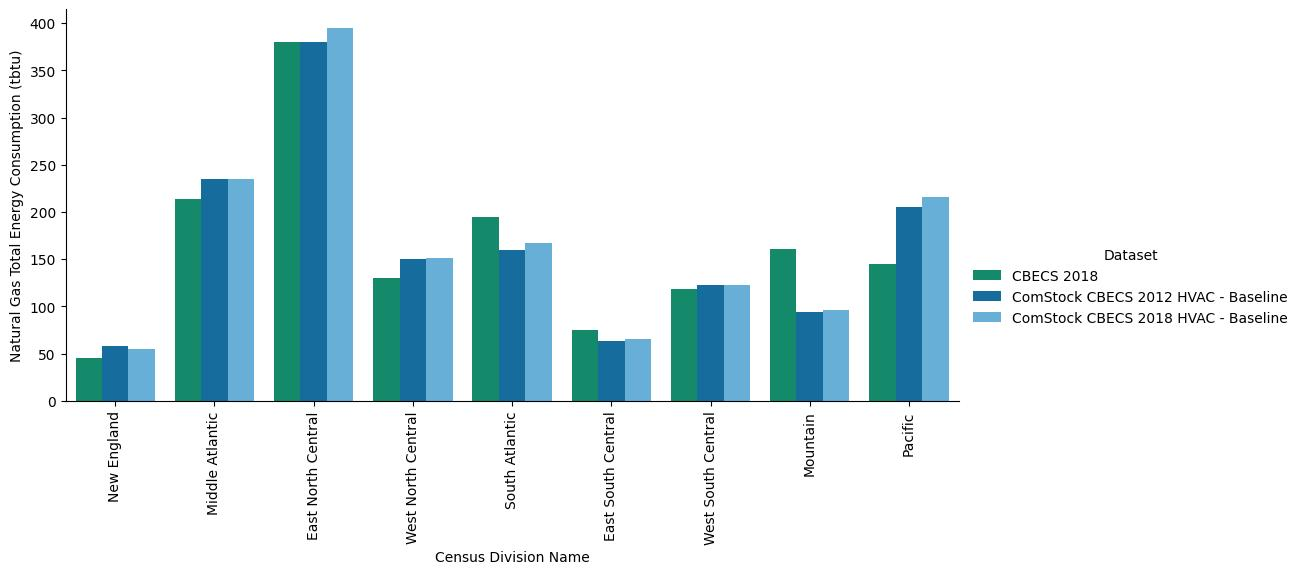 Natural Gas Total Energy Consumption (tbtu)
400
350
300
250
200
150
100
50
0
New England
Middle Atlantic
East North Central
West North Central
South Atlantic
East South Central
West South Central
Mountain
Pacific
Census Division Name
Dataset
CBECS 2018
ComStock CBECS 2012 HVAC - Baseline
ComStock CBECS 2018 HVAC - Baseline